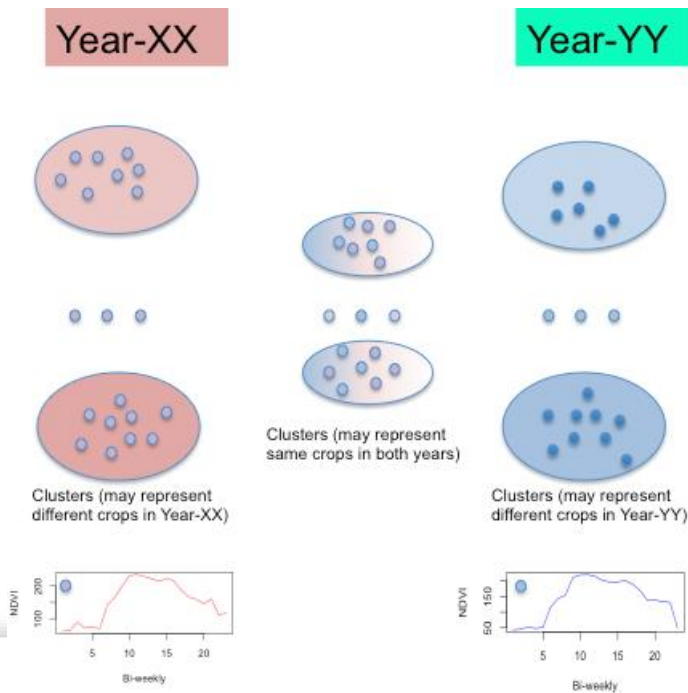 Year-XX
Year-YY
Clusters (may represent
same crops in both years)
Clusters (may represent
different crops in Year-XX)
Clusters (may represent
different crops in Year-YY)
NDVI
100
200
5
10
15
20
Bi-weekly
NDVI
50
150
5
10
15
20
Bi-weekly